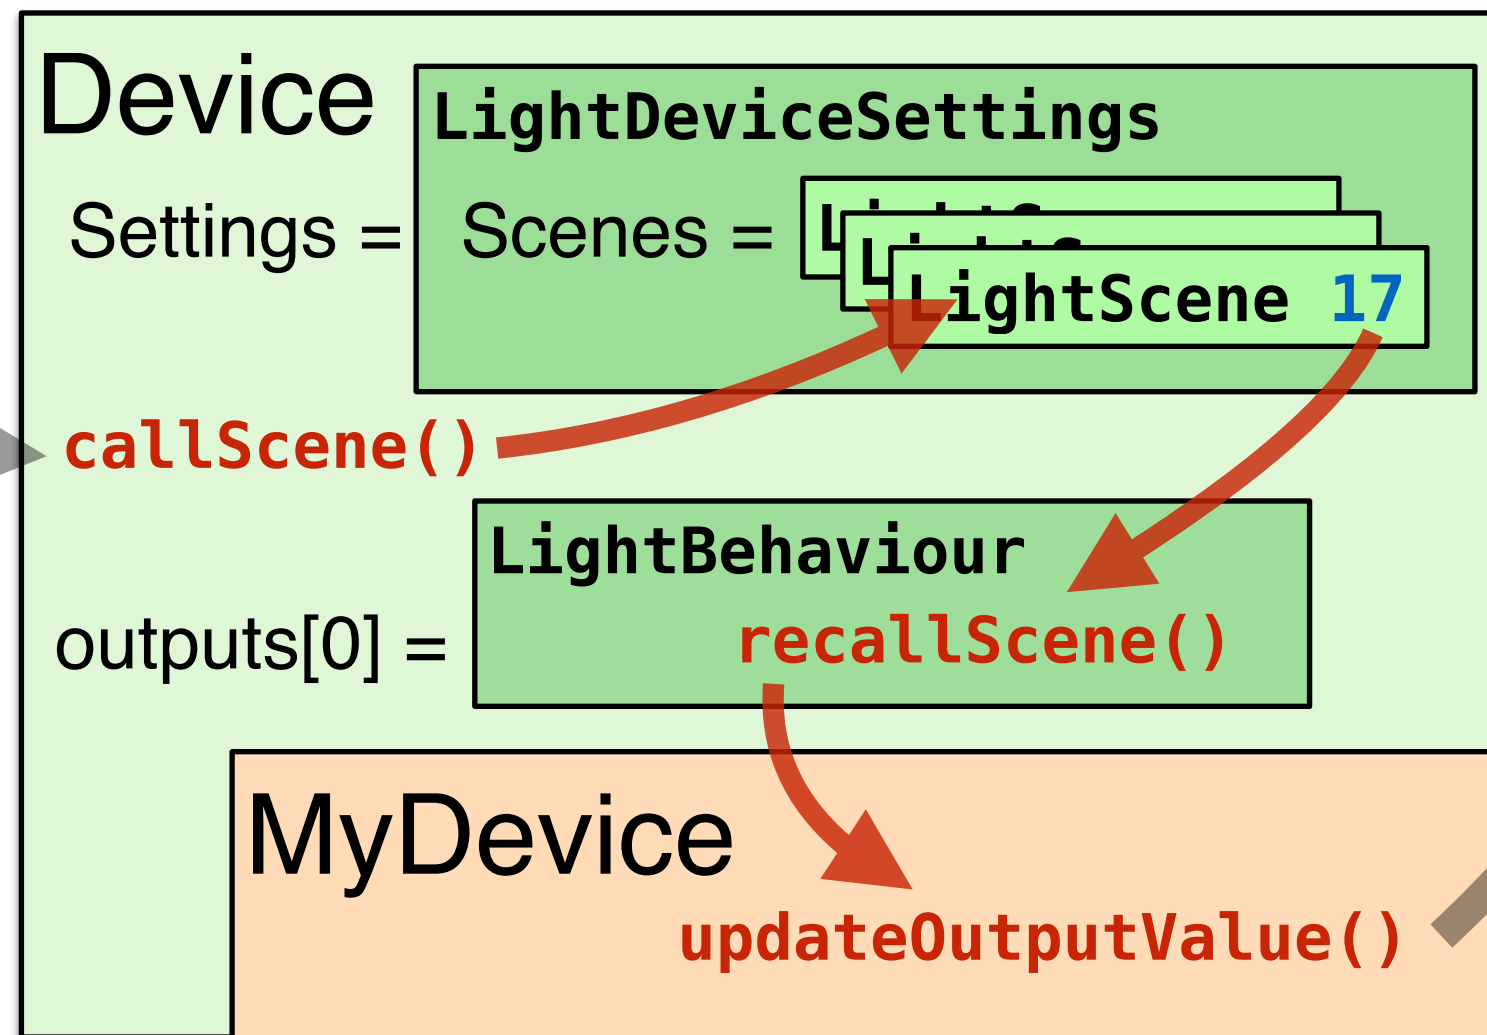 Device
LightDeviceSettings
Settings =
Scenes =
LightScene 17
callScene()
LightBehaviour
outputs[0] =
recallScene()
MyDevice
updateOutputValue()